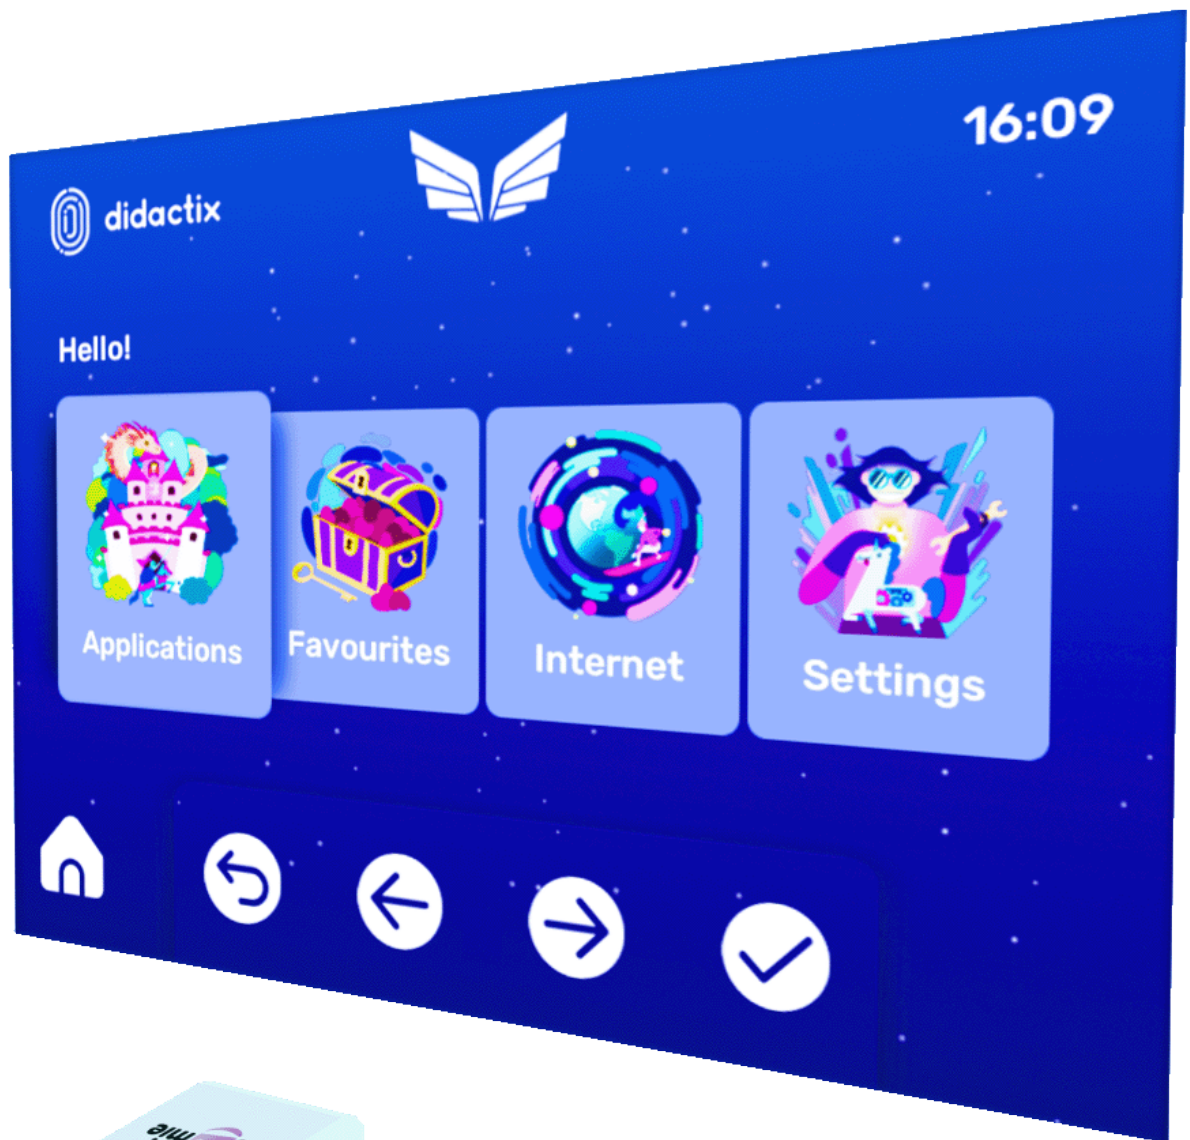 16:09
didactix
Hello!
Applications
Favourites
Internet
Settings